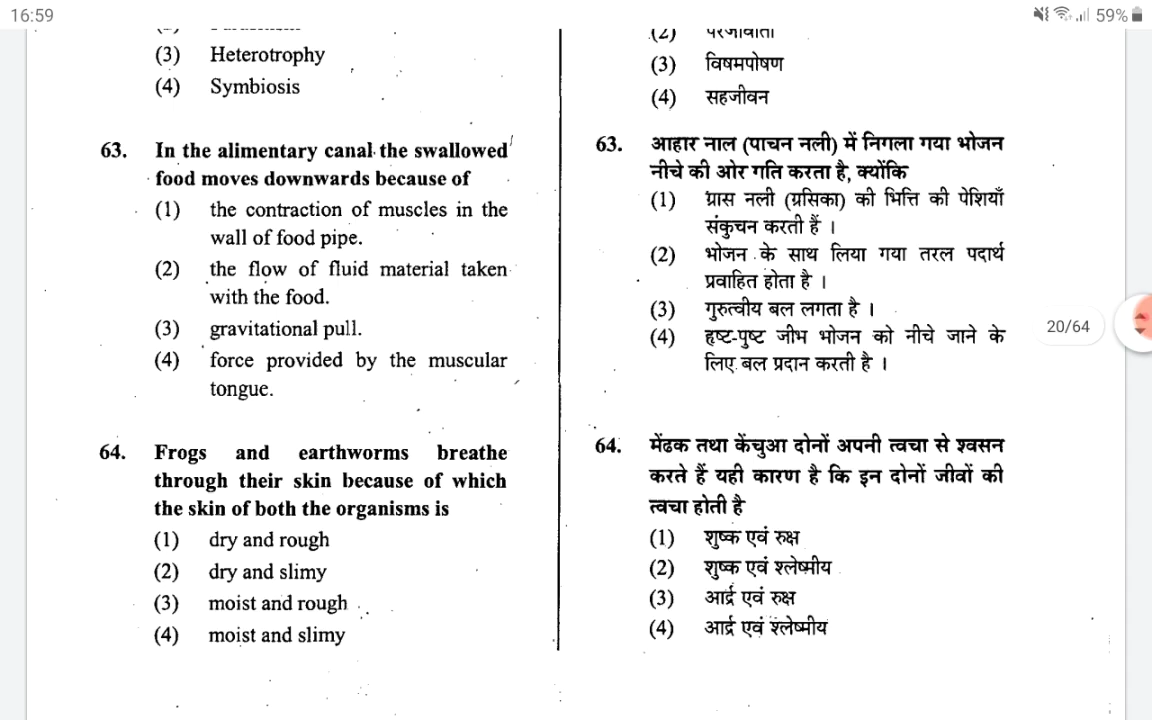 16:59
59%
(3) Heterotrophy
(4) Symbiosis
63. In the alimentary canal the swallowed
food moves downwards because of
(1) the contraction of muscles in the
wall of food pipe.
(2) the flow of fluid material taken
with the food.
(3) gravitational pull.
(4) force provided by the muscular
tongue.
64. Frogs and earthworms breathe
through their skin because of which
the skin of both the organisms is
(1) dry and rough
(2) dry and slimy
(3) moist and rough
(4) moist and slimy
(2) परजीविता
(3) विषमपोषण
(4) सहजीवन
63. आहार नाल (पाचन नली) में निगला गया भोजन
नीचे की ओर गति करता है, क्योंकि
(1) ग्रास नली (ग्रसिका) की भित्ति की पेशियाँ
संकुचन करती हैं ।
(2) भोजन के साथ लिया गया तरल पदार्थ
प्रवाहित होता है ।
(3) गुरुत्वीय बल लगता है ।
(4) हृष्ट-पुष्ट जीभ भोजन को नीचे जाने के
लिए बल प्रदान करती है ।
64. मेंढक तथा केंचुआ दोनों अपनी त्वचा से श्वसन
करते हैं यही कारण है कि इन दोनों जीवों की
त्वचा होती है
(1) शुष्क एवं रुक्ष
(2) शुष्क एवं श्लेष्मीय
(3) आर्द्र एवं रुक्ष
(4) आर्द्र एवं श्लेष्मीय
20/64